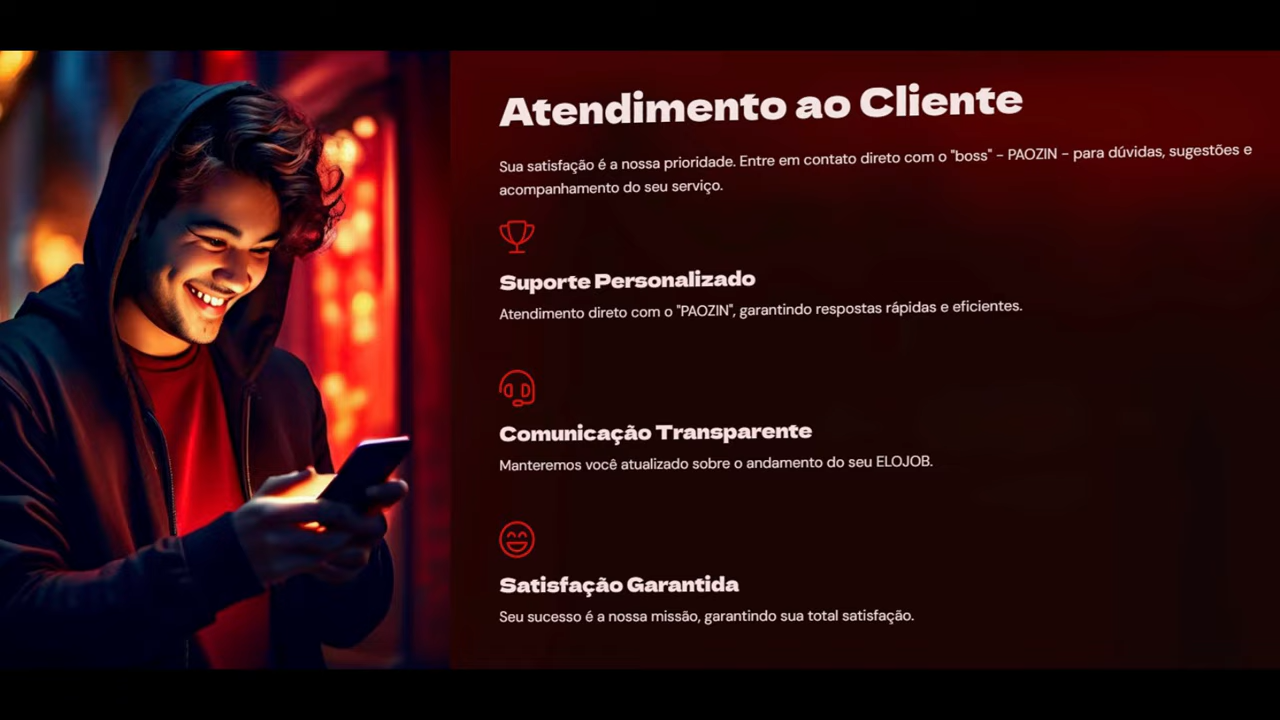 Atendimento ao Cliente
Sua satisfação é a nossa prioridade. Entre em contato direto com o "boss" - PAOZIN - para dúvidas, sugestões e
acompanhamento do seu serviço.
Suporte Personalizado
Atendimento direto com o "PAOZIN", garantindo respostas rápidas e eficientes.
Comunicação Transparente
Manteremos você atualizado sobre o andamento do seu ELOJOB.
Satisfação Garantida
Seu sucesso é a nossa missão, garantindo sua total satisfação.